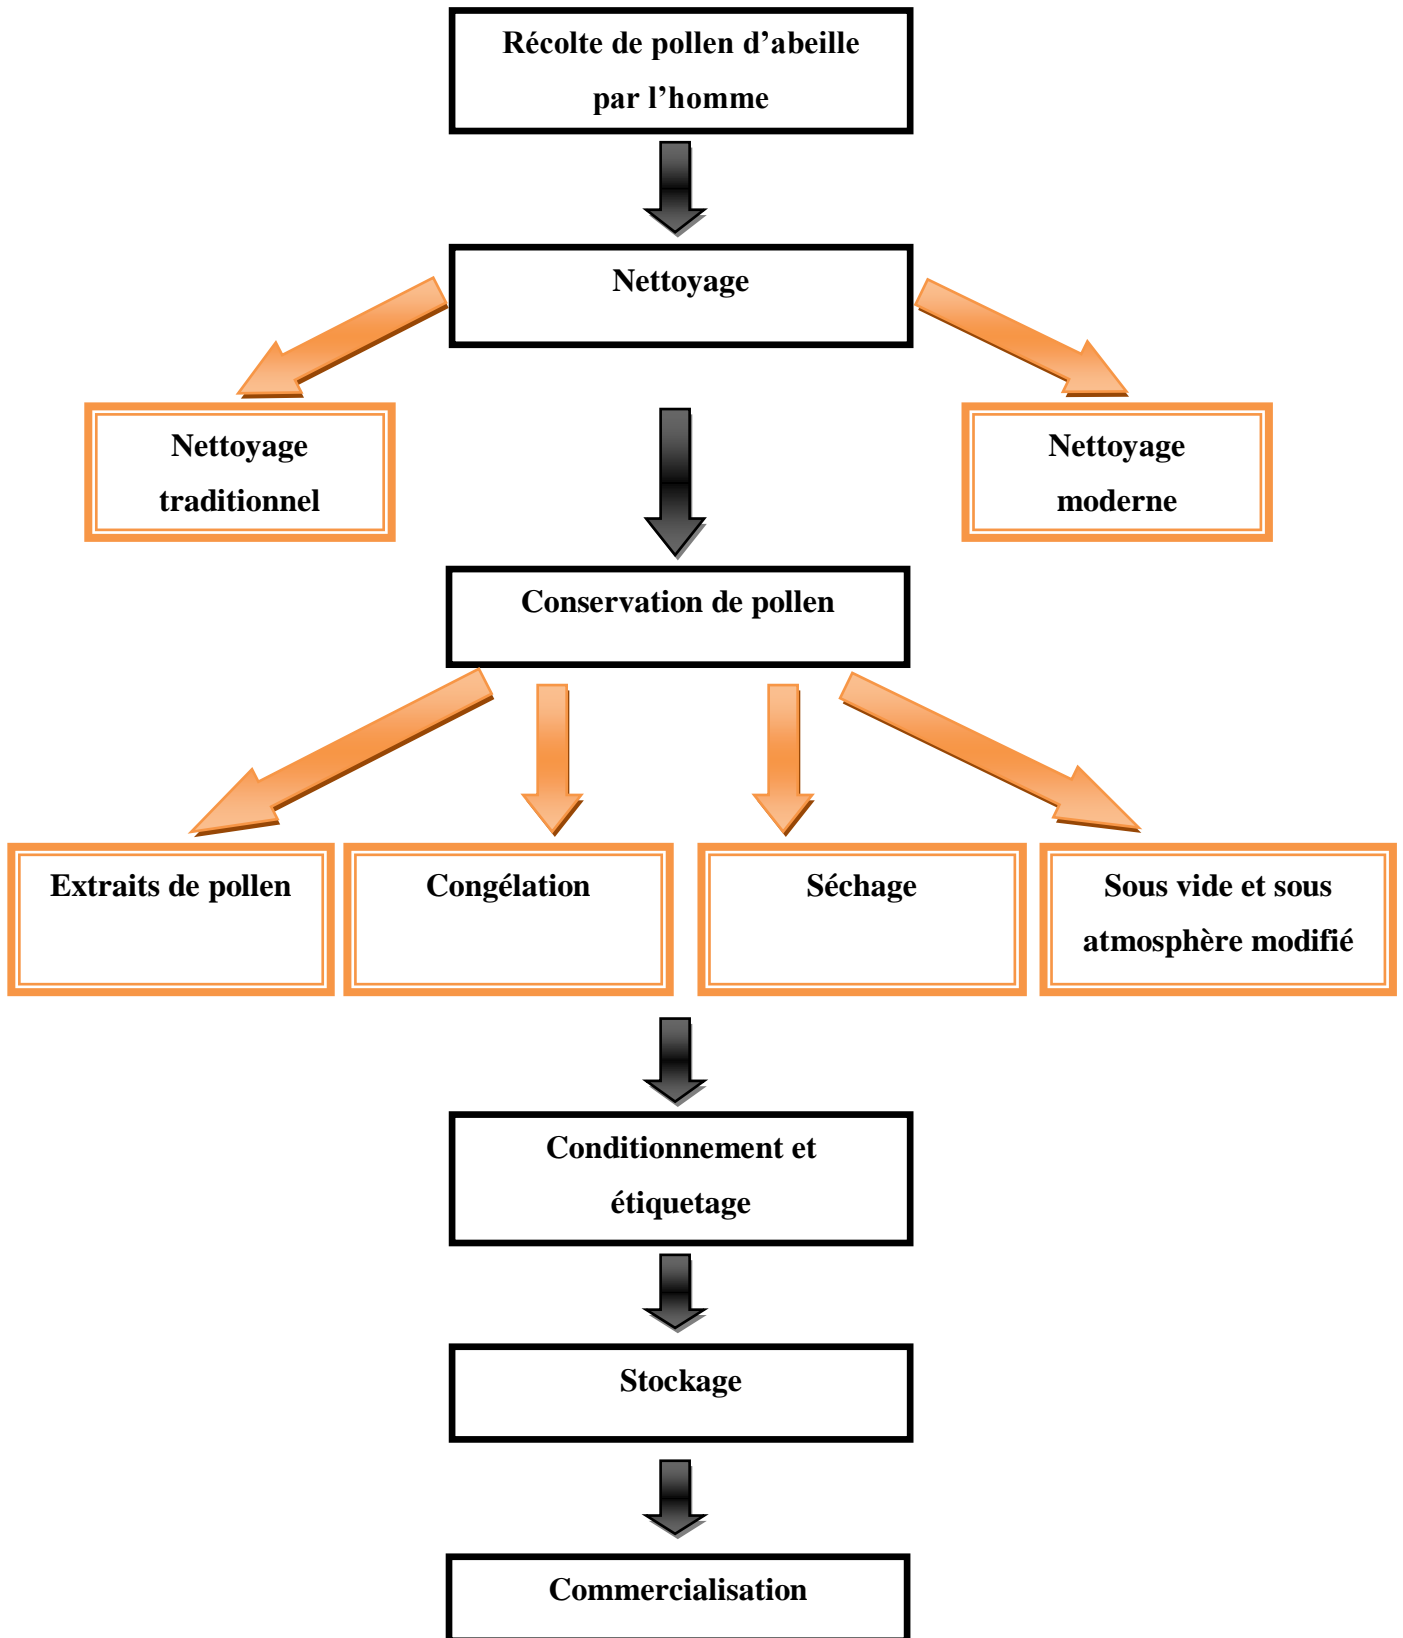 Récolte de pollen d’abeille
par l’homme
Nettoyage
Nettoyage
traditionnel
Nettoyage
moderne
Conservation de pollen
Extraits de pollen
Congélation
Séchage
Sous vide et sous
atmosphère modifié
Conditionnement et
étiquetage
Stockage
Commercialisation